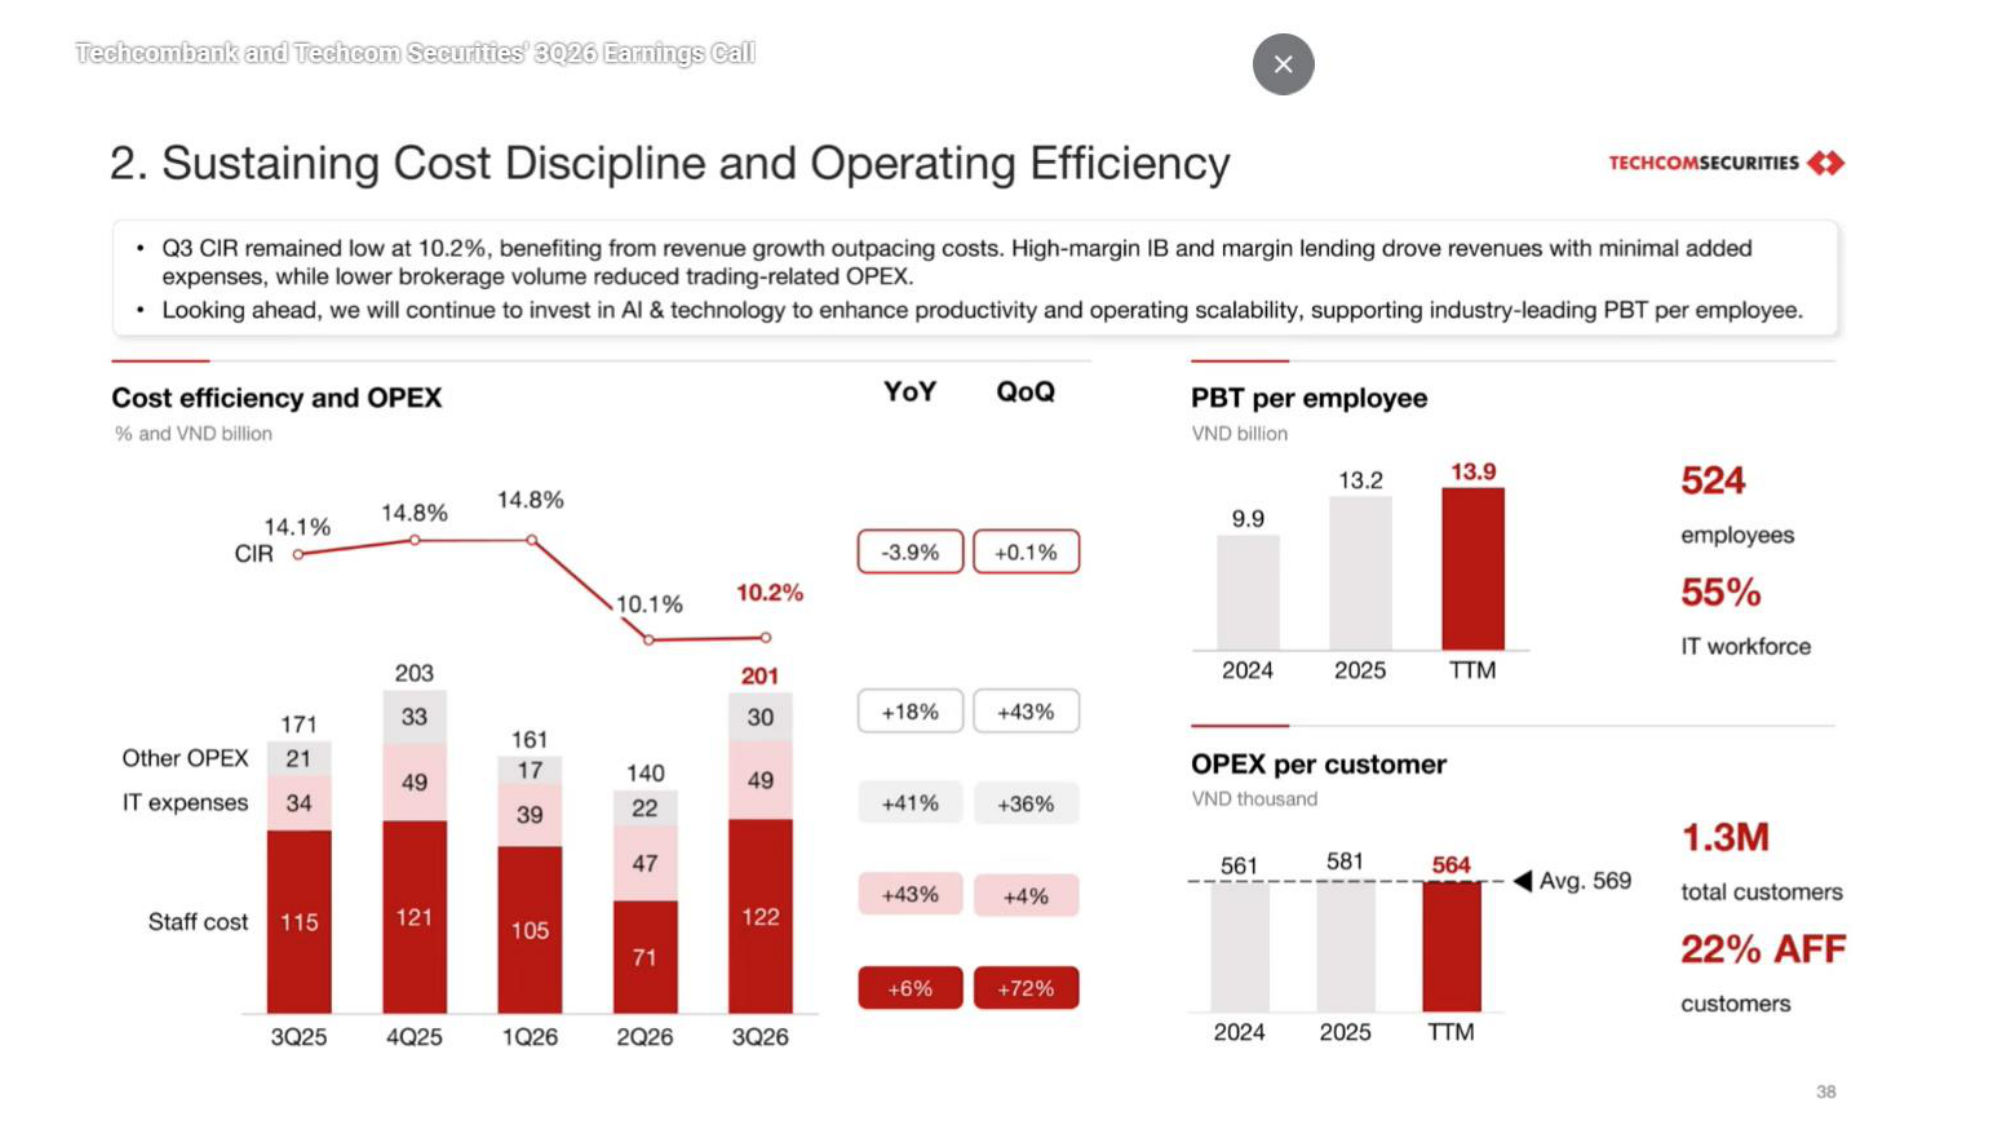 Techcombank and Techcom Securities' 3Q26 Earnings Call
2. Sustaining Cost Discipline and Operating Efficiency
TECHCOMSECURITIES
• Q3 CIR remained low at 10.2%, benefiting from revenue growth outpacing costs. High-margin IB and margin lending drove revenues with minimal added
expenses, while lower brokerage volume reduced trading-related OPEX.
• Looking ahead, we will continue to invest in AI & technology to enhance productivity and operating scalability, supporting industry-leading PBT per employee.
Cost efficiency and OPEX
% and VND billion
YoY QoQ
14.1% 14.8% 14.8% 10.1% 10.2%
CIR
-3.9% +0.1%
171 203 161 140 201
+18% +43%
Other OPEX 21 33 17 22 30
+41% +36%
IT expenses 34 49 39 47 49
+43% +4%
Staff cost 115 121 105 71 122
+6% +72%
3Q25 4Q25 1Q26 2Q26 3Q26
PBT per employee
VND billion
9.9 13.2 13.9
2024 2025 TTM
524
employees
55%
IT workforce
OPEX per customer
VND thousand
561 581 564
Avg. 569
2024 2025 TTM
1.3M
total customers
22% AFF
customers
38